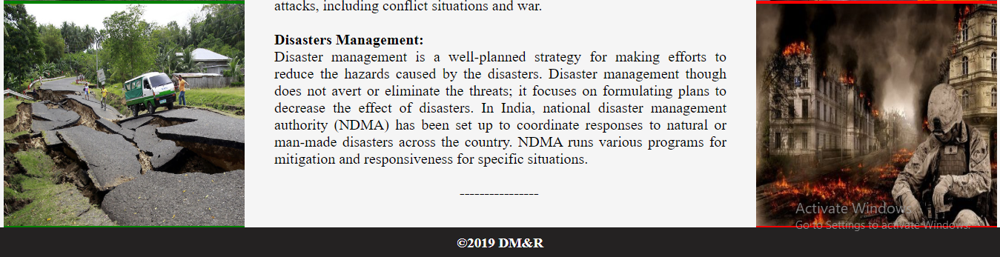 attacks, including conflict situations and war.
Disasters Management:
Disaster management is a well-planned strategy for making efforts to
reduce the hazards caused by the disasters. Disaster management though
does not avert or eliminate the threats; it focuses on formulating plans to
decrease the effect of disasters. In India, national disaster management
authority (NDMA) has been set up to coordinate responses to natural or
man-made disasters across the country. NDMA runs various programs for
mitigation and responsiveness for specific situations.
----------------
Activate Windows
Go to Settings to activate Windows.
©2019 DM&R